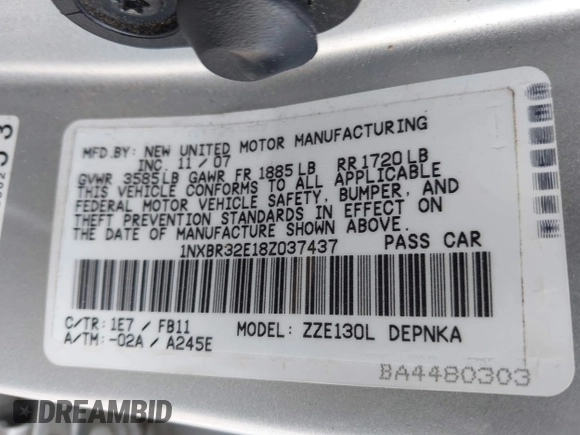 MFD.BY: NEW UNITED MOTOR MANUFACTURING
INC. 11/07
GVWR 3585LB GAWR FR 1885LB RR1720LB
THIS VEHICLE CONFORMS TO ALL APPLICABLE
FEDERAL MOTOR VEHICLE SAFETY, BUMPER, AND
THEFT PREVENTION STANDARDS IN EFFECT ON
THE DATE OF MANUFACTURE SHOWN ABOVE.
1NXBR32E18Z037437 PASS CAR
C/TR: 1E7 / FB11 MODEL: ZZE130L DEPNKA
A/TM: -02A / A245E
BA4480303
DREAMBID